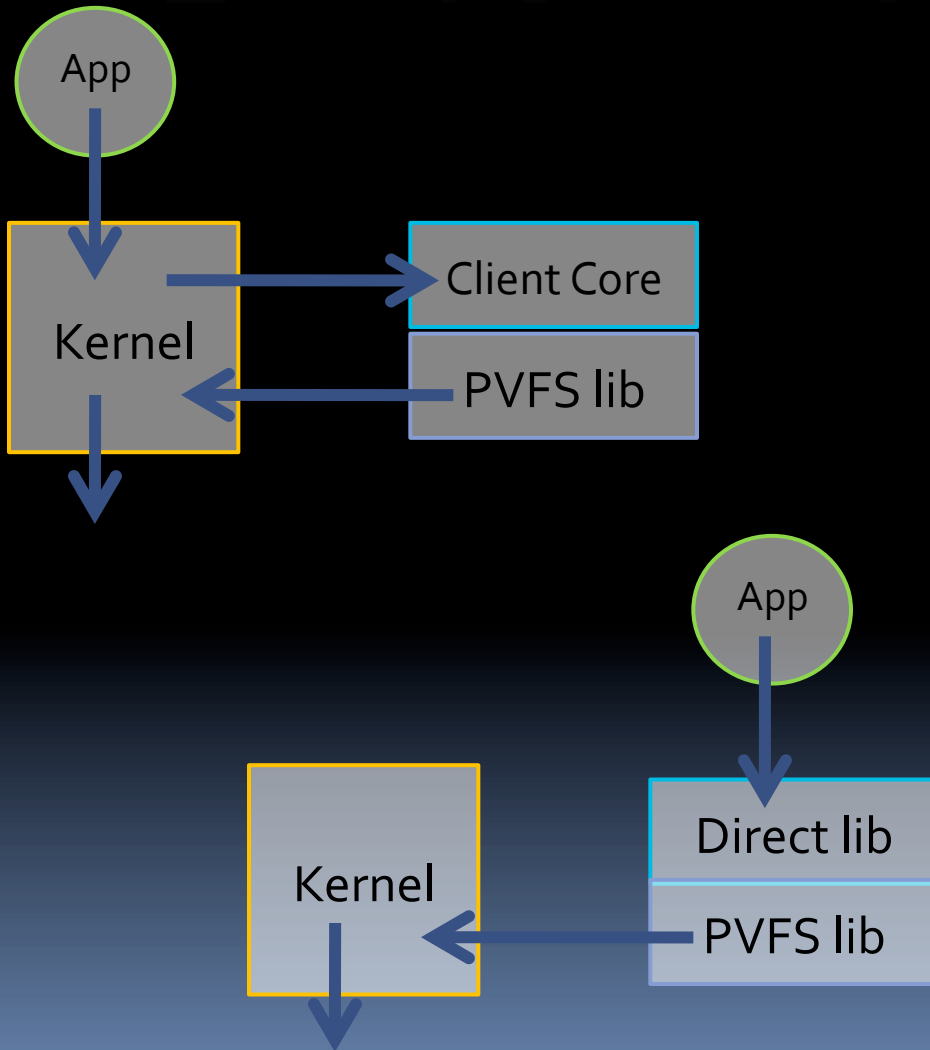 App
Kernel
Client Core
PVFS lib
App
Kernel
Direct lib
PVFS lib